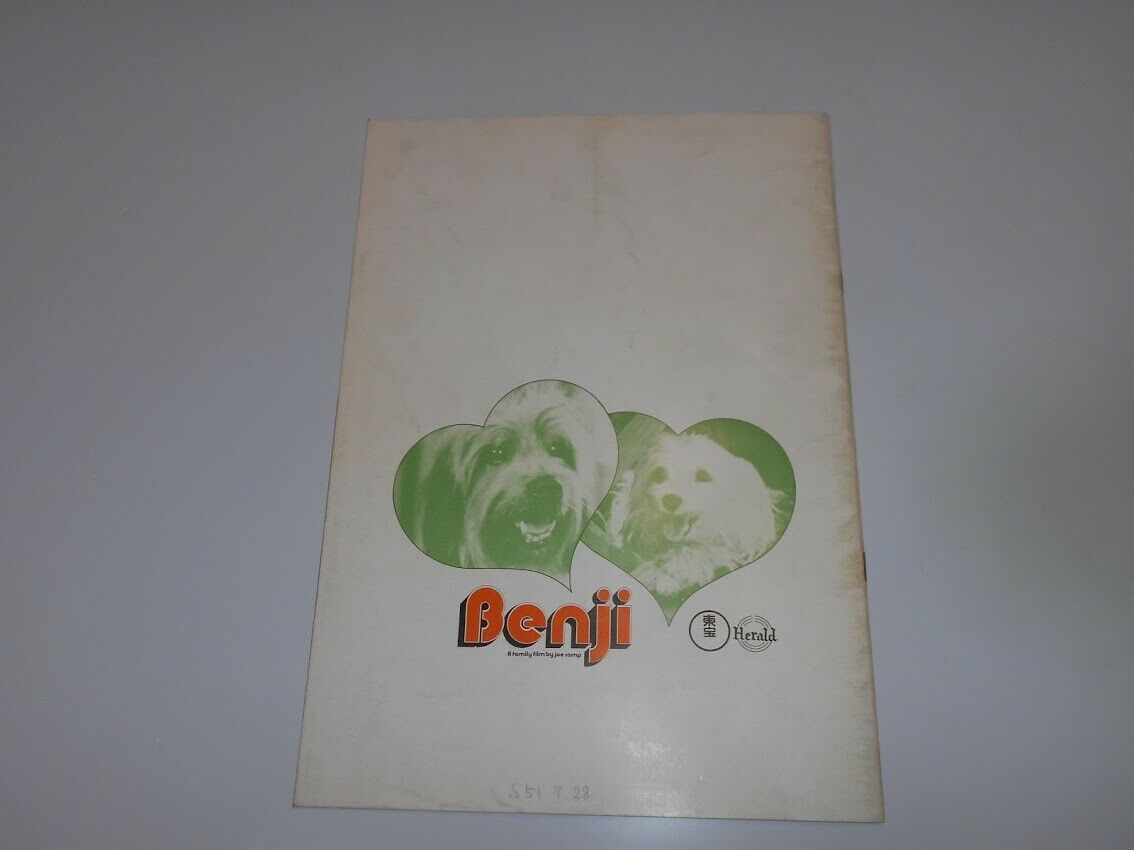 Benji
A family film by joe camp
東宝
Herald
S51 7. 28